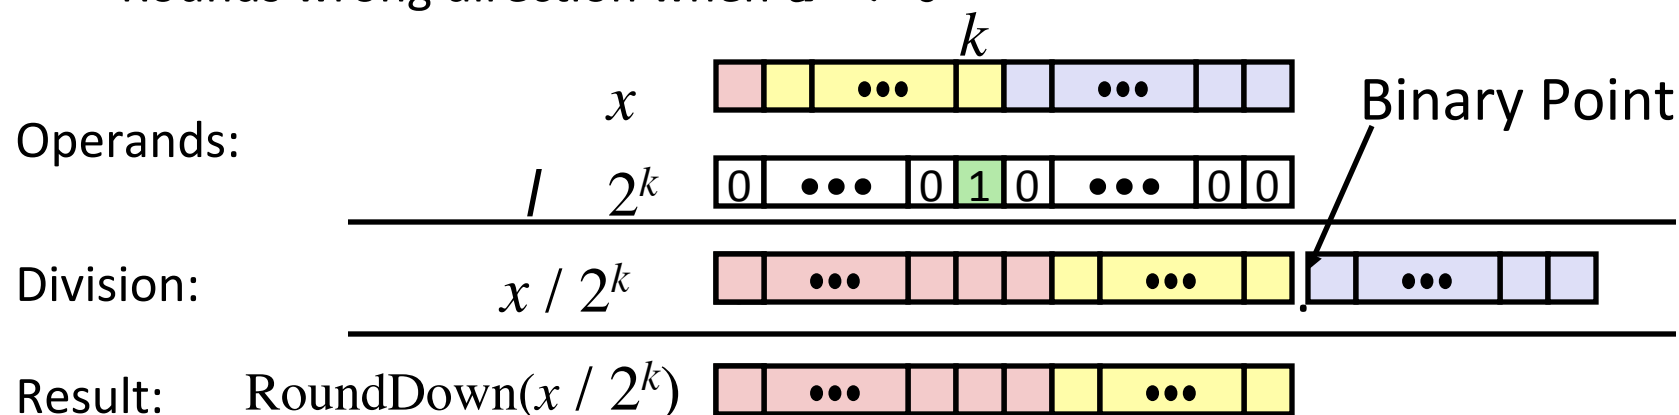 k
x ••• •••
Binary Point
Operands:
/ 2^k 0 ••• 0 1 0 ••• 0 0
Division: x / 2^k ••• ••• . •••
Result: RoundDown(x / 2^k) ••• •••